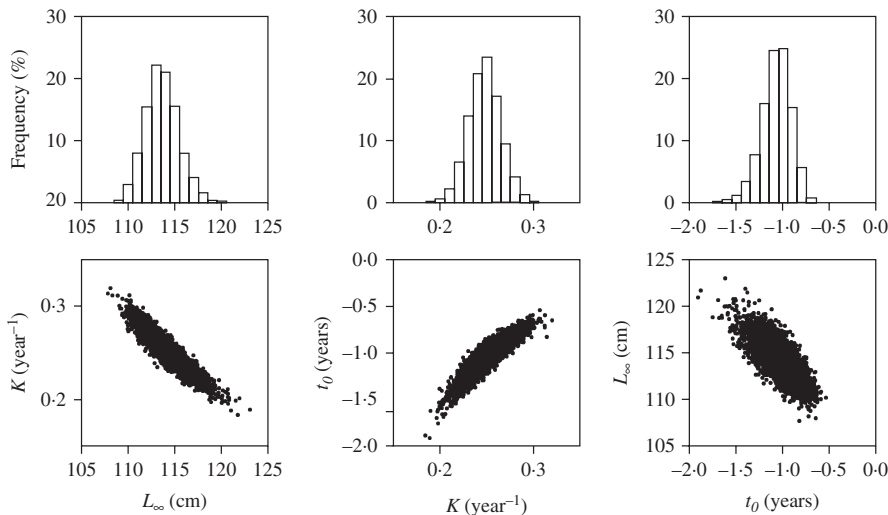 30
20
10
20
Frequency (%)
105 110 115 120 125
30
20
10
0
0·2 0·3
30
20
10
0
–2·0 –1·5 –1·0 –0·5 0·0
0·3
0·2
K (year⁻¹)
105 110 115 120 125
L∞ (cm)
0·0
–0·5
–1·0
–1·5
–2·0
t₀ (years)
0·2 0·3
K (year⁻¹)
125
120
115
110
105
L∞ (cm)
–2·0 –1·5 –1·0 –0·5 0·0
t₀ (years)